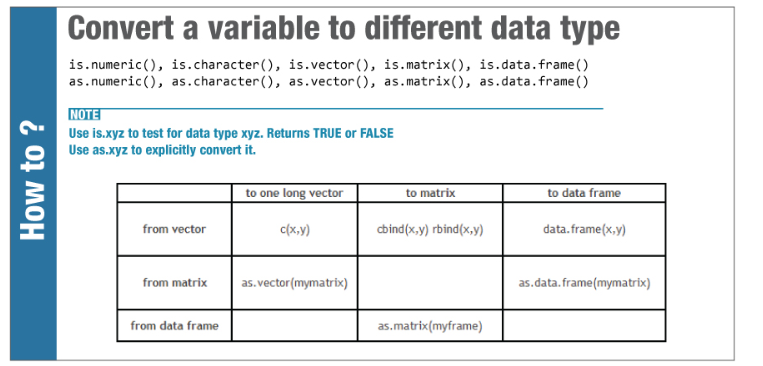 How to ?
Convert a variable to different data type
is.numeric(), is.character(), is.vector(), is.matrix(), is.data.frame()
as.numeric(), as.character(), as.vector(), as.matrix(), as.data.frame()
NOTE
Use is.xyz to test for data type xyz. Returns TRUE or FALSE
Use as.xyz to explicitly convert it.
to one long vector to matrix to data frame
from vector c(x,y) cbind(x,y) rbind(x,y) data.frame(x,y)
from matrix as.vector(mymatrix) as.data.frame(mymatrix)
from data frame as.matrix(myframe)